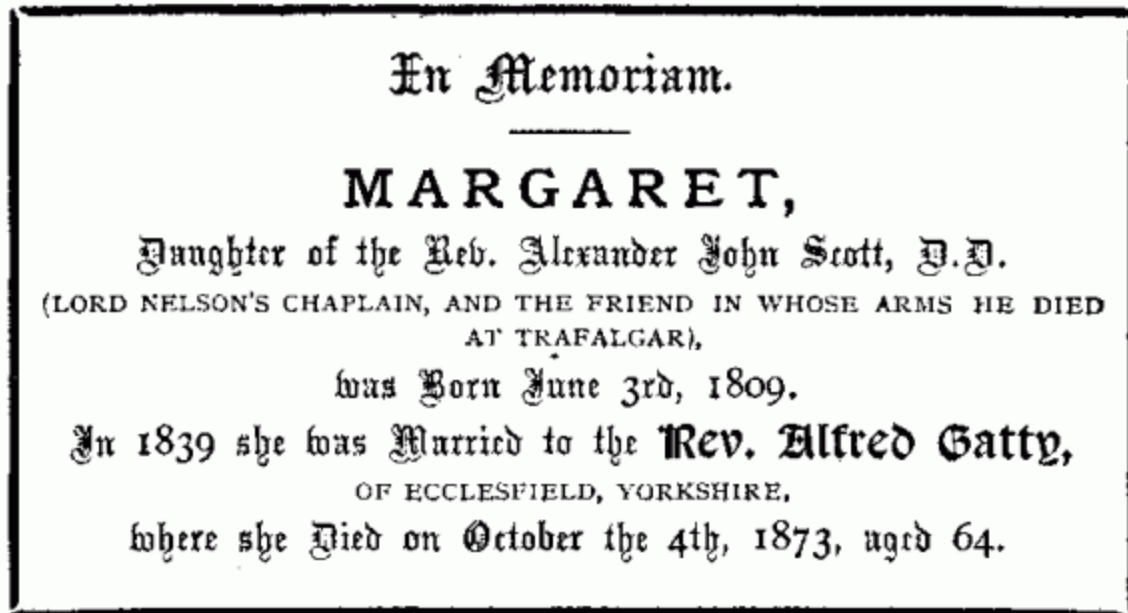 In Memoriam.
MARGARET,
Daughter of the Rev. Alexander John Scott, D.D.
(LORD NELSON'S CHAPLAIN, AND THE FRIEND IN WHOSE ARMS HE DIED
AT TRAFALGAR),
was Born June 3rd, 1809.
In 1839 she was Married to the Rev. Alfred Gatty,
OF ECCLESFIELD, YORKSHIRE,
where she Died on October the 4th, 1873, aged 64.